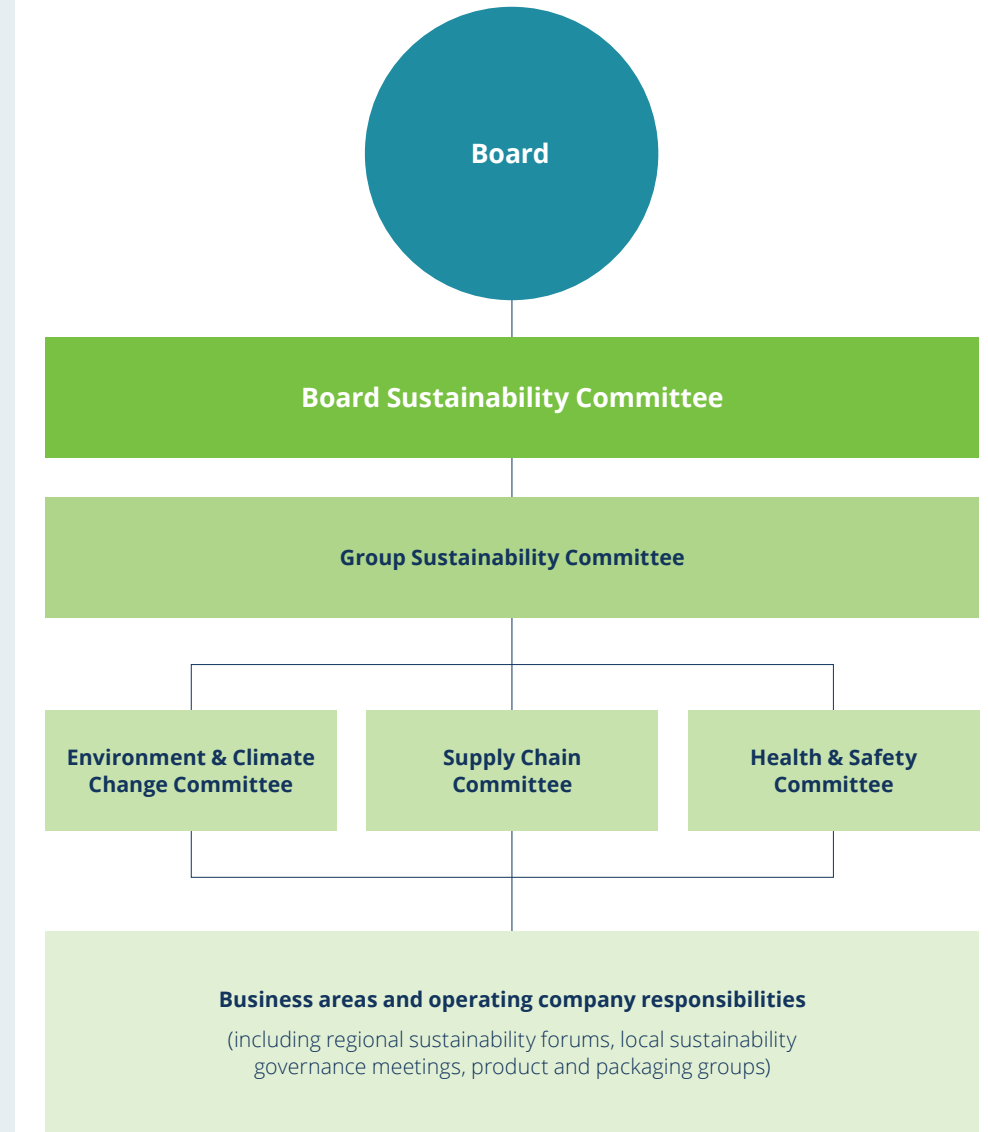 Board
Board Sustainability Committee
Group Sustainability Committee
Environment & Climate
Change Committee
Supply Chain
Committee
Health & Safety
Committee
Business areas and operating company responsibilities
(including regional sustainability forums, local sustainability
governance meetings, product and packaging groups)